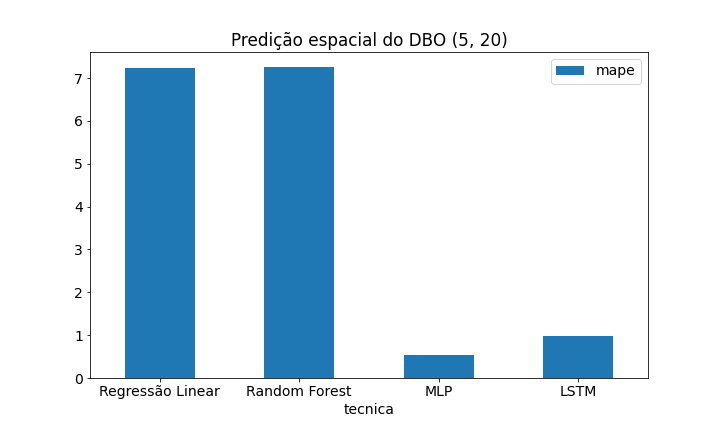 Predição espacial do DBO (5, 20)
mape
7
6
5
4
3
2
1
0
Regressão Linear Random Forest MLP LSTM
tecnica